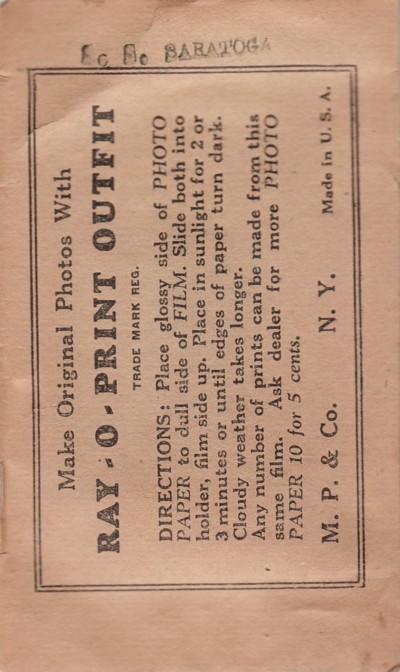 S. S. SARATOGA
Make Original Photos With
RAY-O-PRINT OUTFIT
TRADE MARK REG.
DIRECTIONS: Place glossy side of PHOTO
PAPER to dull side of FILM. Slide both into
holder, film side up. Place in sunlight for 2 or
3 minutes or until edges of paper turn dark.
Cloudy weather takes longer.
Any number of prints can be made from this
same film. Ask dealer for more PHOTO
PAPER 10 for 5 cents.
M. P. & Co. N. Y. Made in U. S. A.